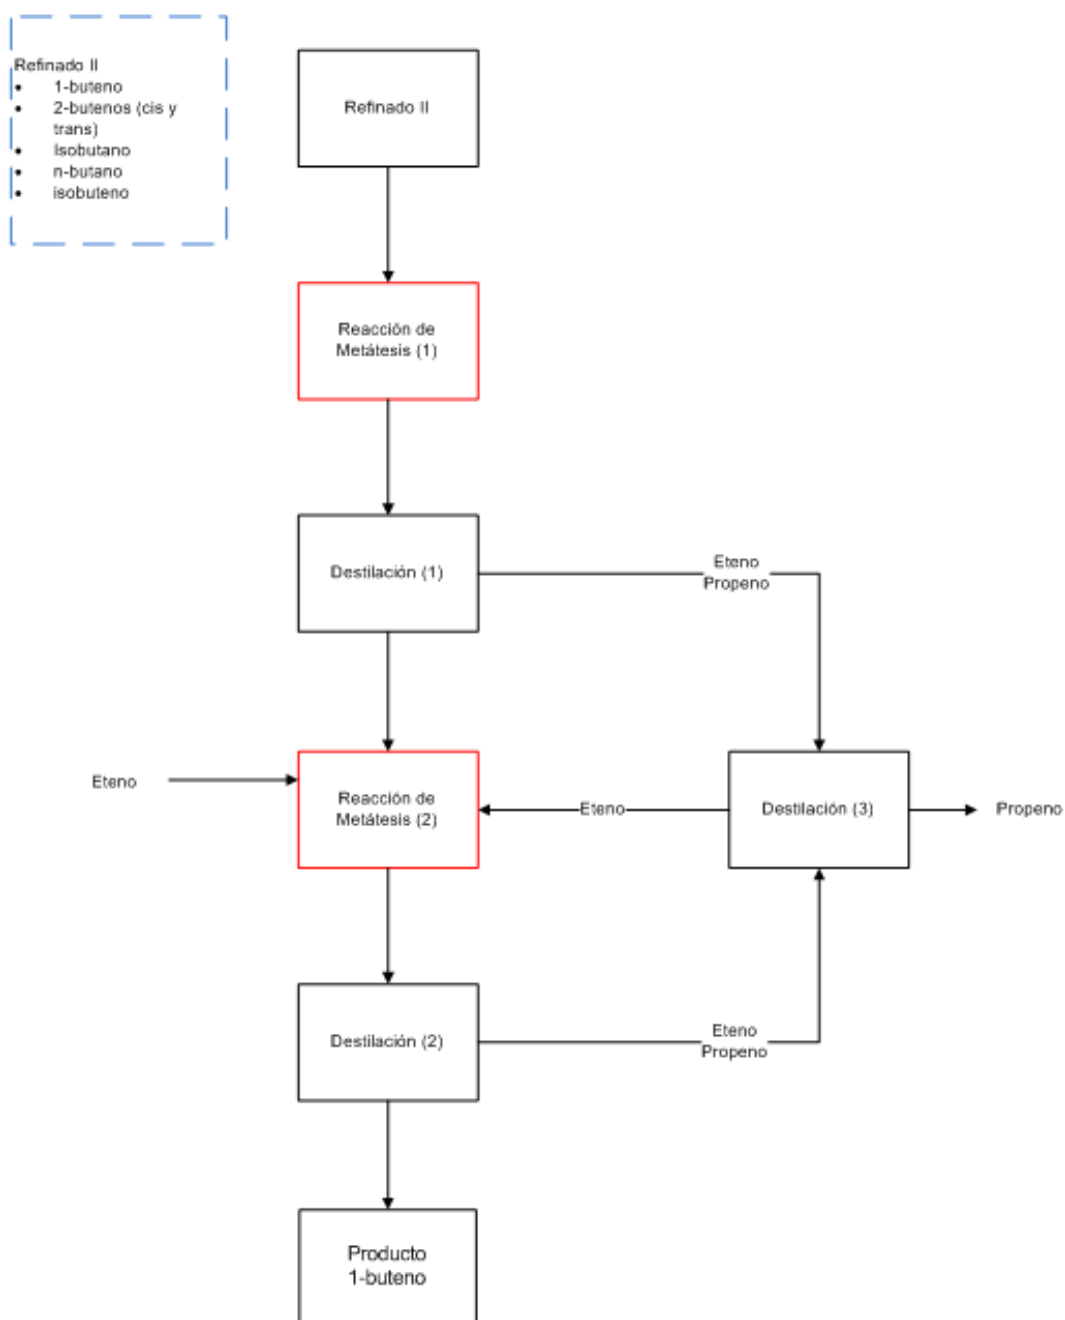 Refinado II
• 1-buteno
• 2-butenos (cis y
trans)
• Isobutano
• n-butano
• isobuteno
Refinado II
Reacción de
Metátesis (1)
Destilación (1)
Eteno
Propeno
Eteno
Reacción de
Metátesis (2)
Eteno
Destilación (3)
Propeno
Destilación (2)
Eteno
Propeno
Producto
1-buteno